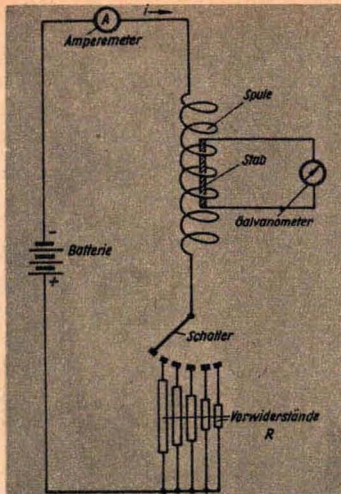 A
i
Amperemeter
Spule
Stab
Galvanometer
-
Batterie
+
Schalter
Vorwiderstände
R